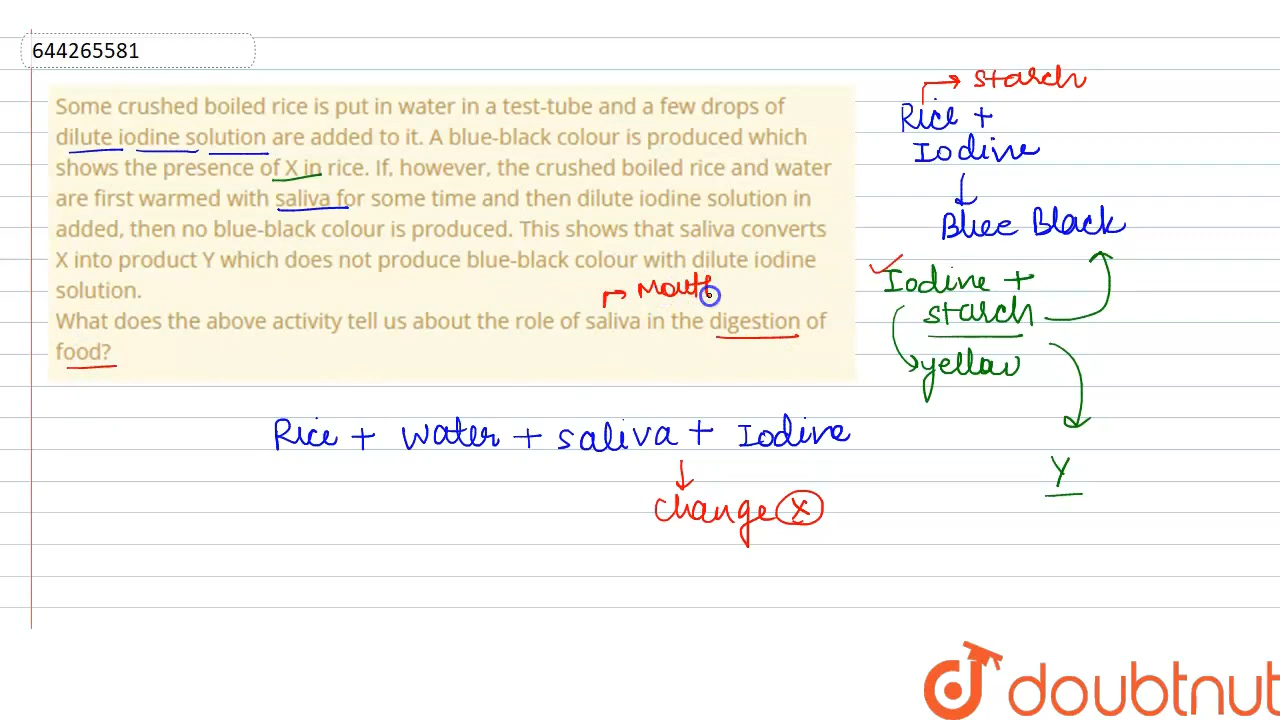 644265581
Some crushed boiled rice is put in water in a test-tube and a few drops of
dilute iodine solution are added to it. A blue-black colour is produced which
shows the presence of X in rice. If, however, the crushed boiled rice and water
are first warmed with saliva for some time and then dilute iodine solution in
added, then no blue-black colour is produced. This shows that saliva converts
X into product Y which does not produce blue-black colour with dilute iodine
solution.
Mouth
What does the above activity tell us about the role of saliva in the digestion of
food?
starch
Rice +
Iodine
Bluee Black
Iodine +
starch
yellow
Y
Rice + water + saliva + Iodine
change X
doubtnut